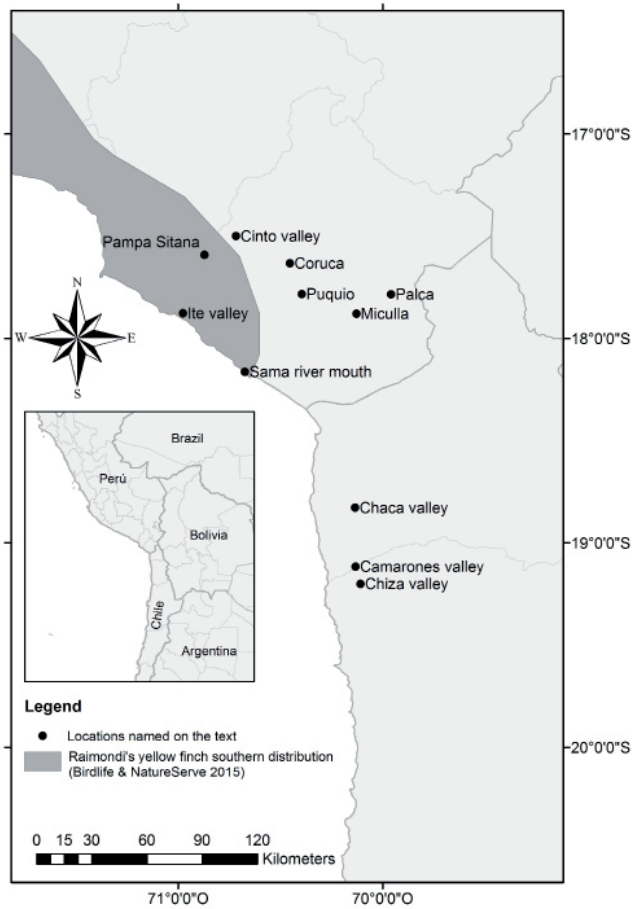 17°0'0"S
Cinto valley
Pampa Sitana
Coruca
Puquio
Palca
Ite valley
Miculla
N
W
E
S
18°0'0"S
Sama river mouth
Brazil
Perú
Bolivia
Chile
Argentina
Chaca valley
19°0'0"S
Camarones valley
Chiza valley
Legend
Locations named on the text
Raimondi's yellow finch southern distribution
(Birdlife & NatureServe 2015)
20°0'0"S
0 15 30 60 90 120
Kilometers
71°0'0"O
70°0'0"O